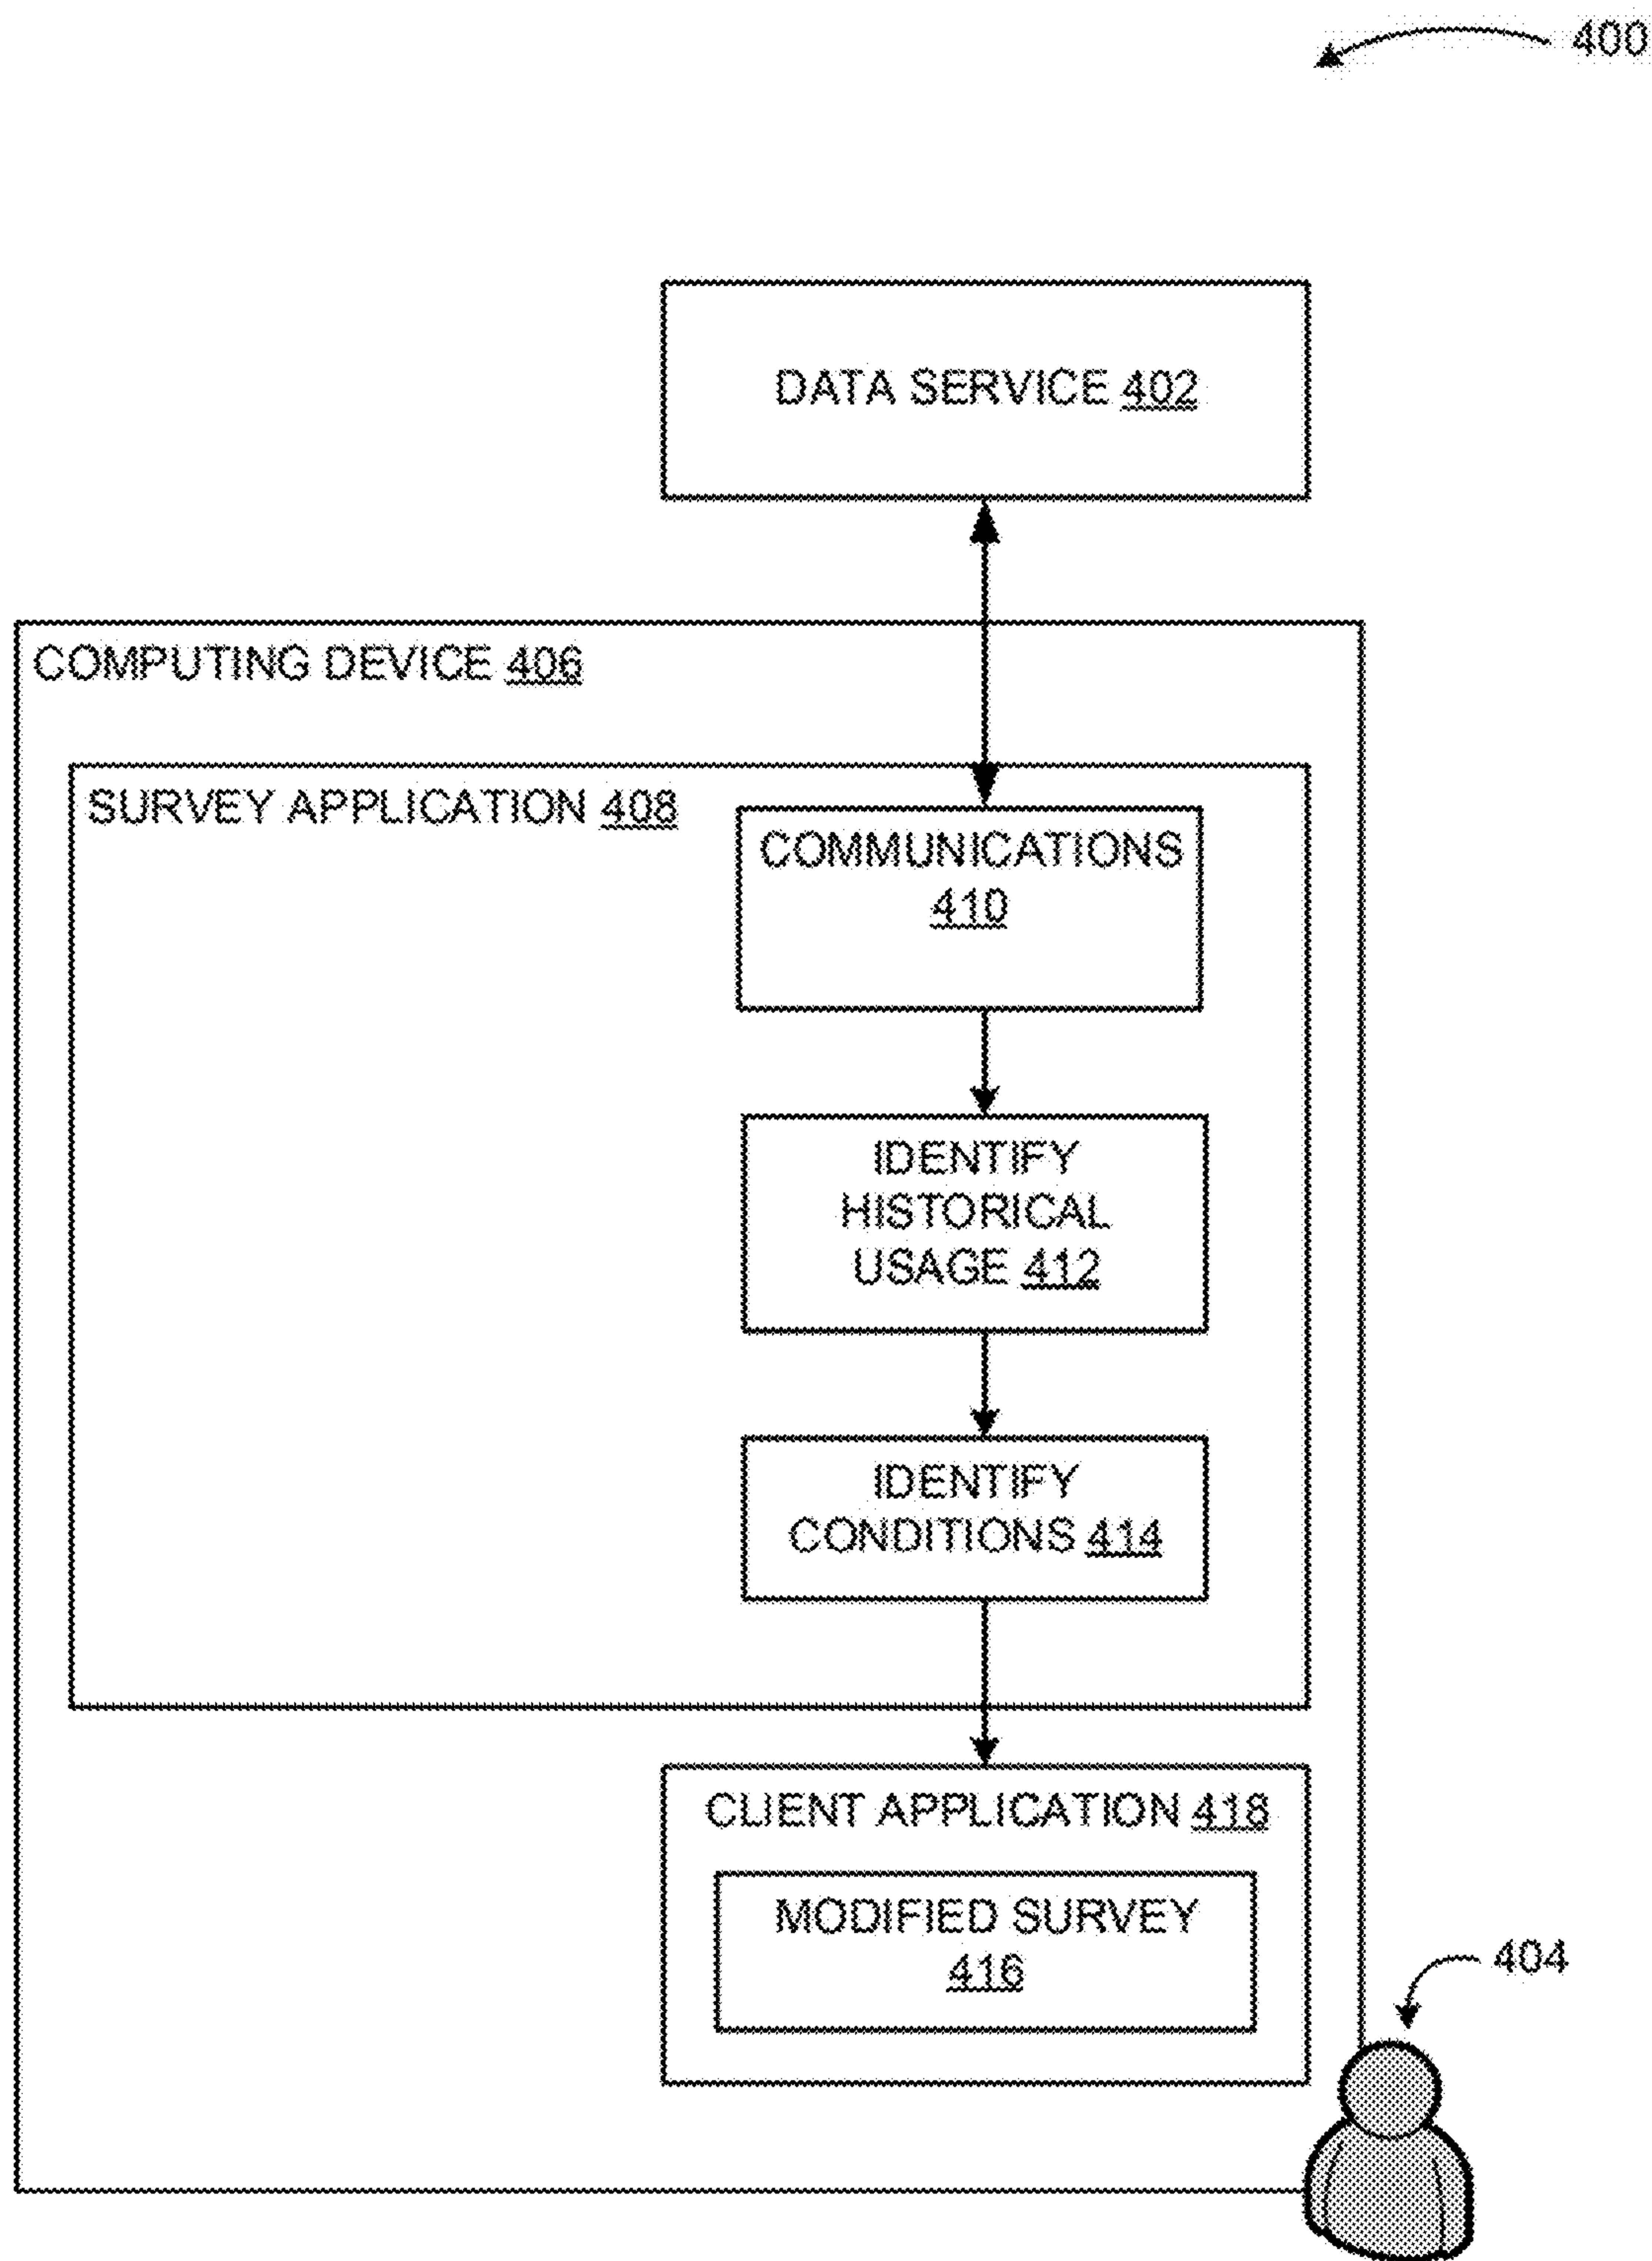 400
DATA SERVICE 402
COMPUTING DEVICE 406
SURVEY APPLICATION 408
COMMUNICATIONS
410
IDENTIFY
HISTORICAL
USAGE 412
IDENTIFY
CONDITIONS 414
CLIENT APPLICATION 418
MODIFIED SURVEY
416
404